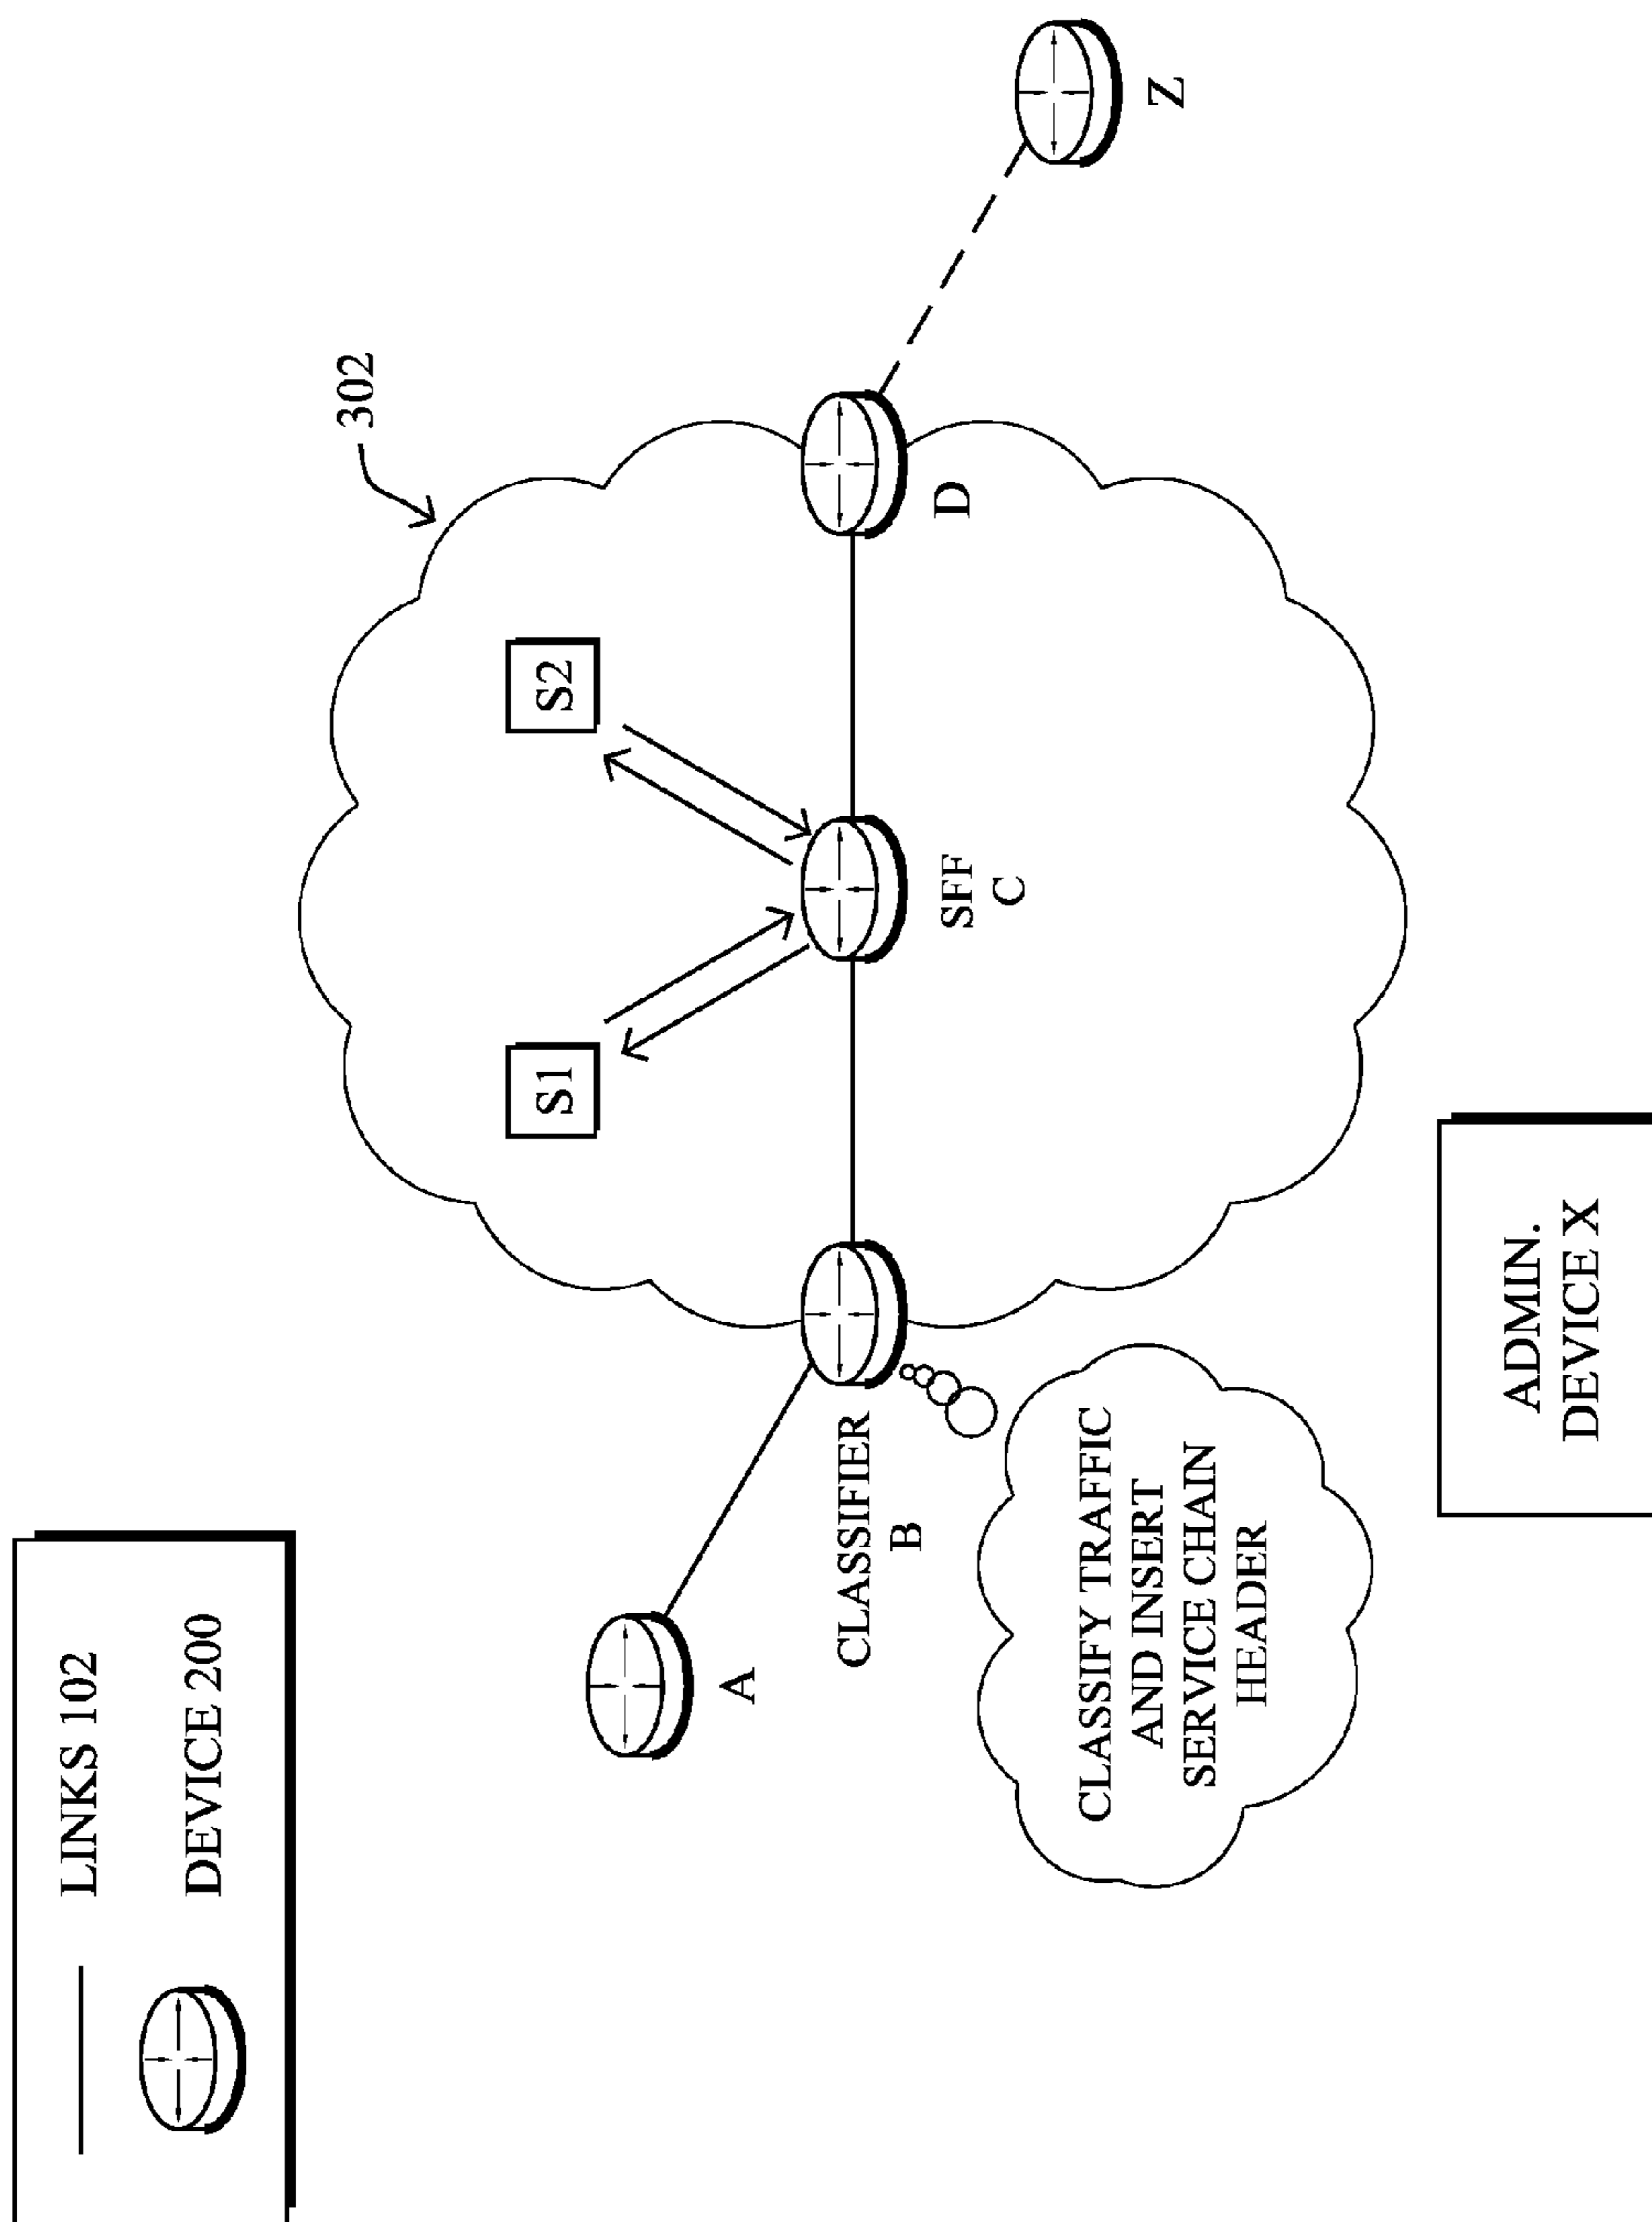 LINKS 102
DEVICE 200
302
S1
S2
A
CLASSIFIER
B
SFF
C
D
Z
CLASSIFY TRAFFIC
AND INSERT
SERVICE CHAIN
HEADER
ADMIN.
DEVICE X